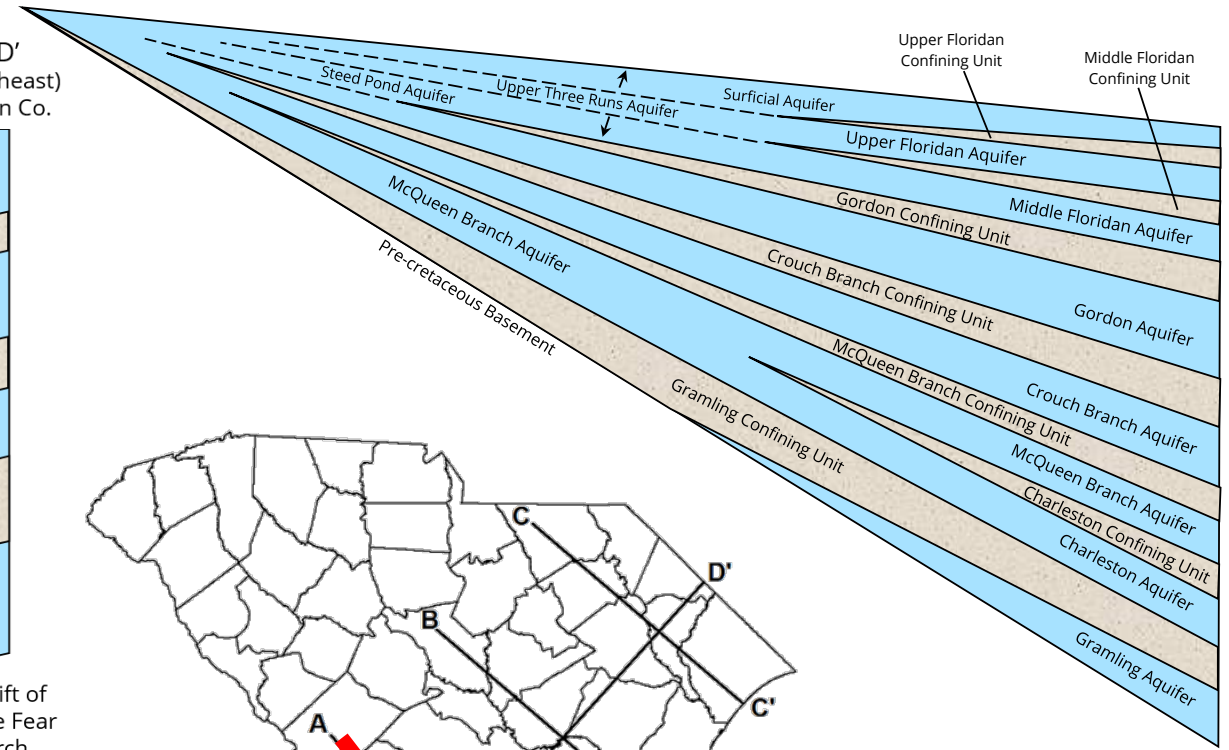 D’
heast)
n Co.
Upper Floridan
Confining Unit
Middle Floridan
Confining Unit
Steed Pond Aquifer
Upper Three Runs Aquifer
Surficial Aquifer
Upper Floridan Aquifer
Middle Floridan Aquifer
Gordon Confining Unit
Gordon Aquifer
Crouch Branch Confining Unit
Crouch Branch Aquifer
McQueen Branch Confining Unit
McQueen Branch Aquifer
McQueen Branch Aquifer
Charleston Confining Unit
Charleston Aquifer
Gramling Confining Unit
Gramling Aquifer
Pre-cretaceous Basement
C
D'
B
C'
A
ift of
e Fear
rch